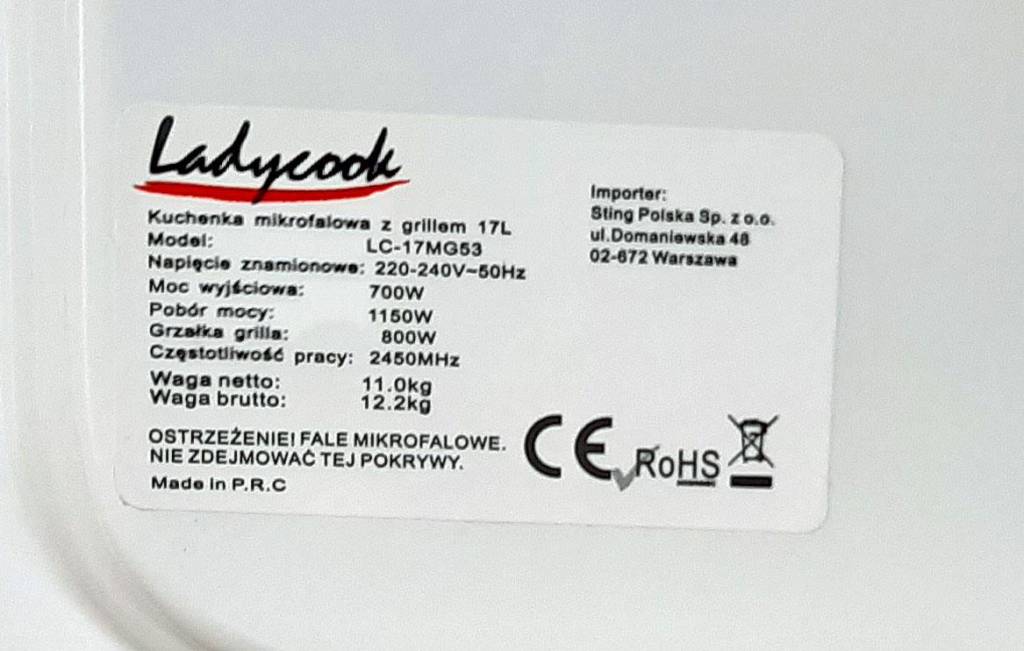 Ladycook
Kuchenka mikrofalowa z grillem 17L
Model: LC-17MG53
Napięcie znamionowe: 220-240V~50Hz
Moc wyjściowa: 700W
Pobór mocy: 1150W
Grzałka grilla: 800W
Częstotliwość pracy: 2450MHz
Waga netto: 11.0kg
Waga brutto: 12.2kg
OSTRZEŻENIE! FALE MIKROFALOWE.
NIE ZDEJMOWAĆ TEJ POKRYWY.
Made in P.R.C
Importer:
Sting Polska Sp. z o.o.
ul.Domaniewska 48
02-672 Warszawa
CE RoHS